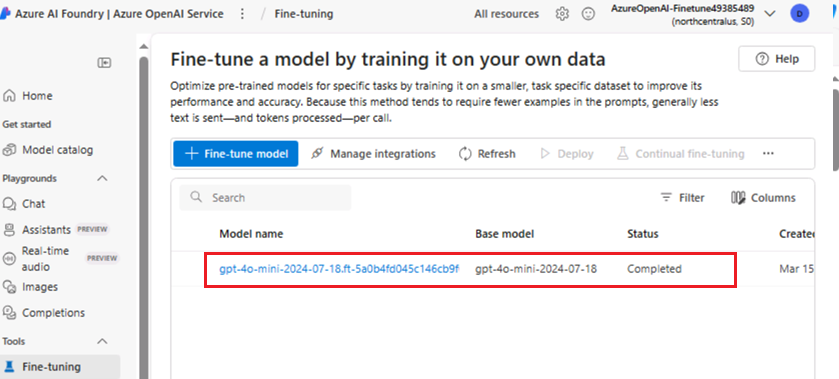 Azure AI Foundry | Azure OpenAI Service
/ Fine-tuning
All resources
AzureOpenAI-Finetune49385489
(northcentralus, S0)
D
Home
Get started
Model catalog
Playgrounds
Chat
Assistants PREVIEW
Real-time
audio PREVIEW
Images
Completions
Tools
Fine-tuning
Fine-tune a model by training it on your own data
Help
Optimize pre-trained models for specific tasks by training it on a smaller, task specific dataset to improve its
performance and accuracy. Because this method tends to require fewer examples in the prompts, generally less
text is sent—and tokens processed—per call.
Fine-tune model Manage integrations Refresh Deploy Continual fine-tuning
Search
Filter Columns
Model name Base model Status Create
gpt-4o-mini-2024-07-18.ft-5a0b4fd045c146cb9f gpt-4o-mini-2024-07-18 Completed Mar 15